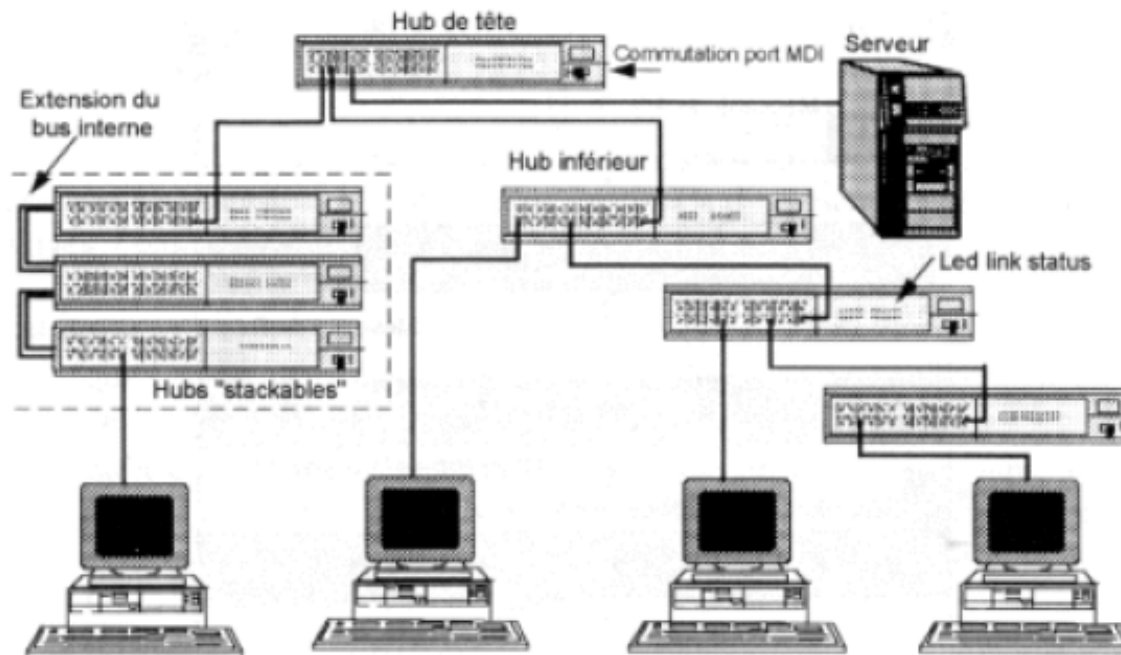 Hub de tête
Commutation port MDI
Serveur
Extension du
bus interne
Hub inférieur
Led link status
Hubs "stackables"